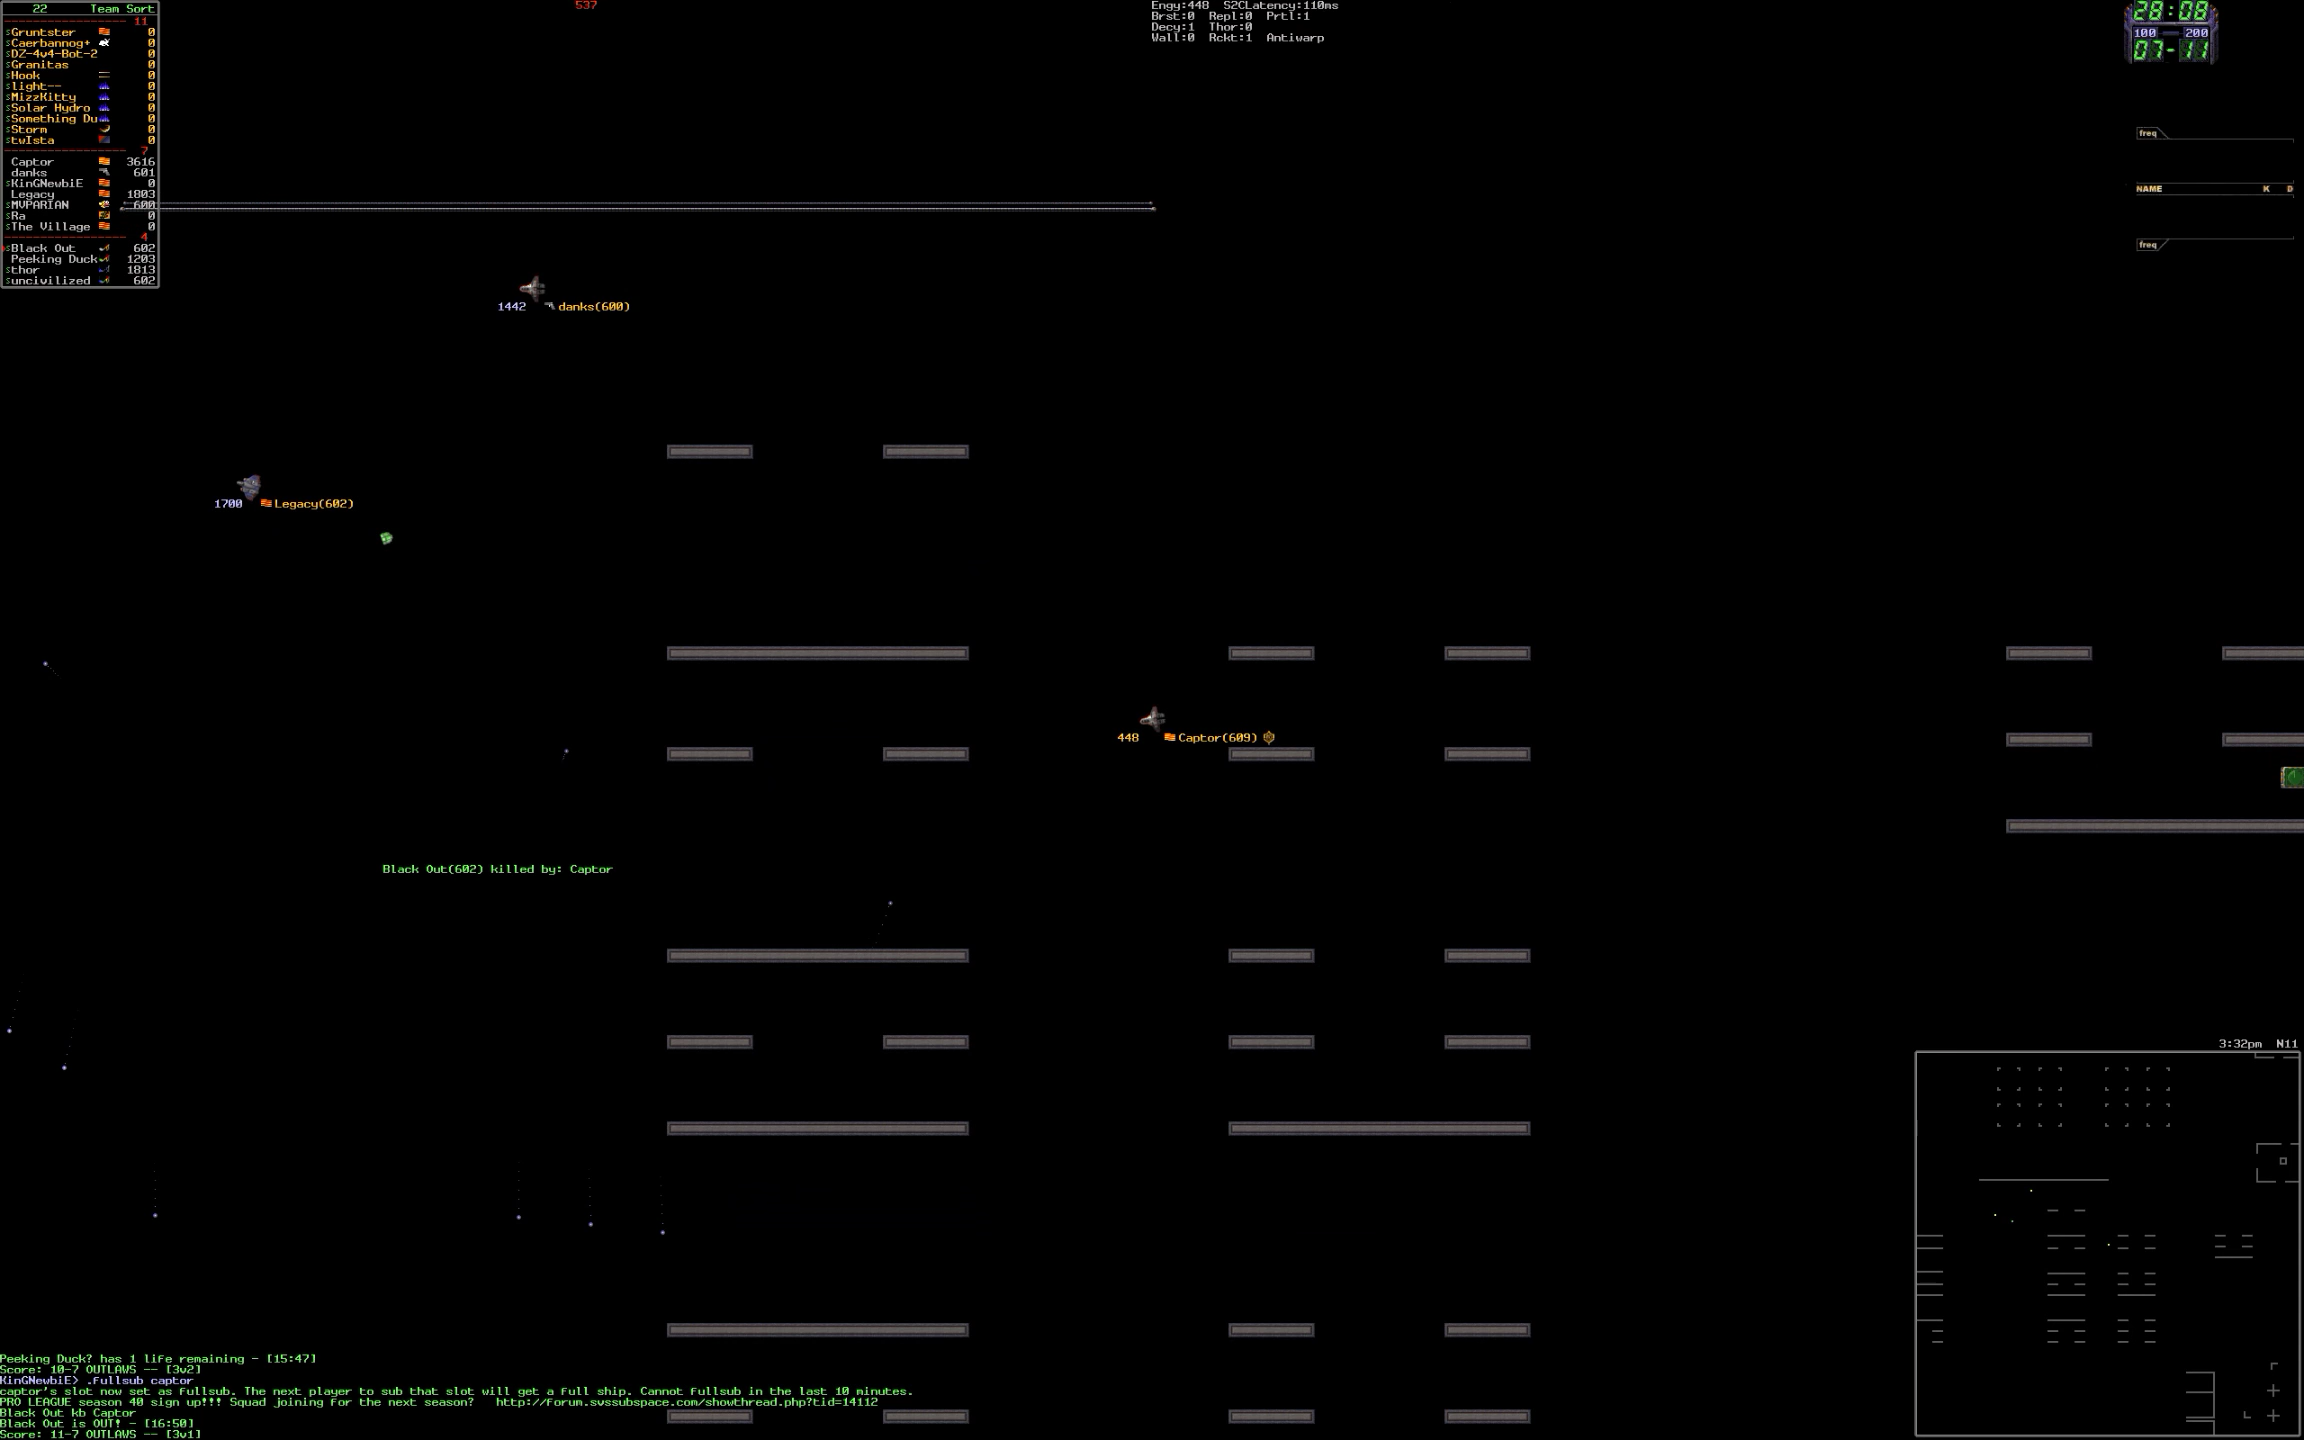 22 Team Sort
11
Gruntster 0
Caerbannog+ 0
DZ-4v4-Bot-2 0
Granitas 0
Hook 0
light-- 0
MizzKitty 0
Solar Hydro 0
Something Du 0
Storm 0
twIsta 0
7
Captor 3616
danks 601
KinGNewbiE 0
Legacy 1803
MVPARIAN 600
Ra 0
The Village 0
4
Black Out 602
Peeking Duck 1203
thor 1813
uncivilized 602
537
Engy:448 S2CLatency:110ms
Brst:0 Repl:0 Prtl:1
Decy:1 Thor:0
Wall:0 Rckt:1 Antiwarp
28:08
100 200
07-11
freq
NAME K D
freq
1442 danks(600)
1700 Legacy(602)
448 Captor(609)
Black Out(602) killed by: Captor
3:32pm N11
Peeking Duck? has 1 life remaining - [15:47]
Score: 10-7 OUTLAWS -- [3v2]
KinGNewbiE> .fullsub captor
captor's slot now set as fullsub. The next player to sub that slot will get a full ship. Cannot fullsub in the last 10 minutes.
PRO LEAGUE season 40 sign up!!! Squad joining for the next season? http://forum.svssubspace.com/showthread.php?tid=14112
Black Out kb Captor
Black Out is OUT! - [16:50]
Score: 11-7 OUTLAWS -- [3v1]